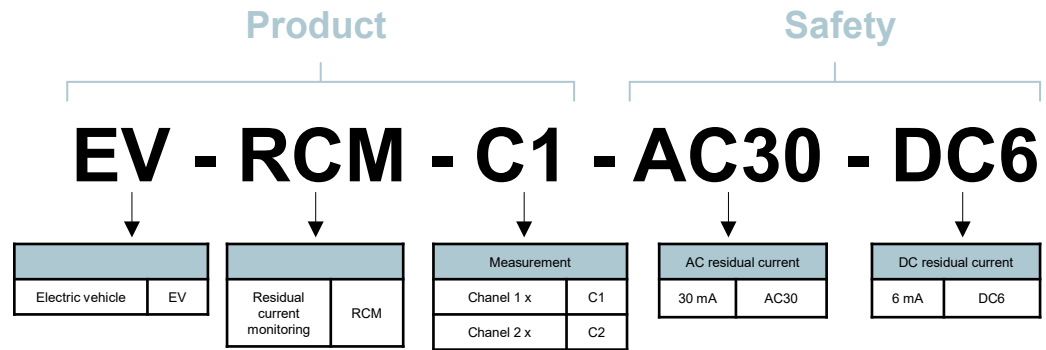 Product Safety
EV - RCM - C1 - AC30 - DC6
Measurement AC residual current DC residual current
Electric vehicle EV
Residual current monitoring RCM
Chanel 1 x C1
Chanel 2 x C2
30 mA AC30
6 mA DC6